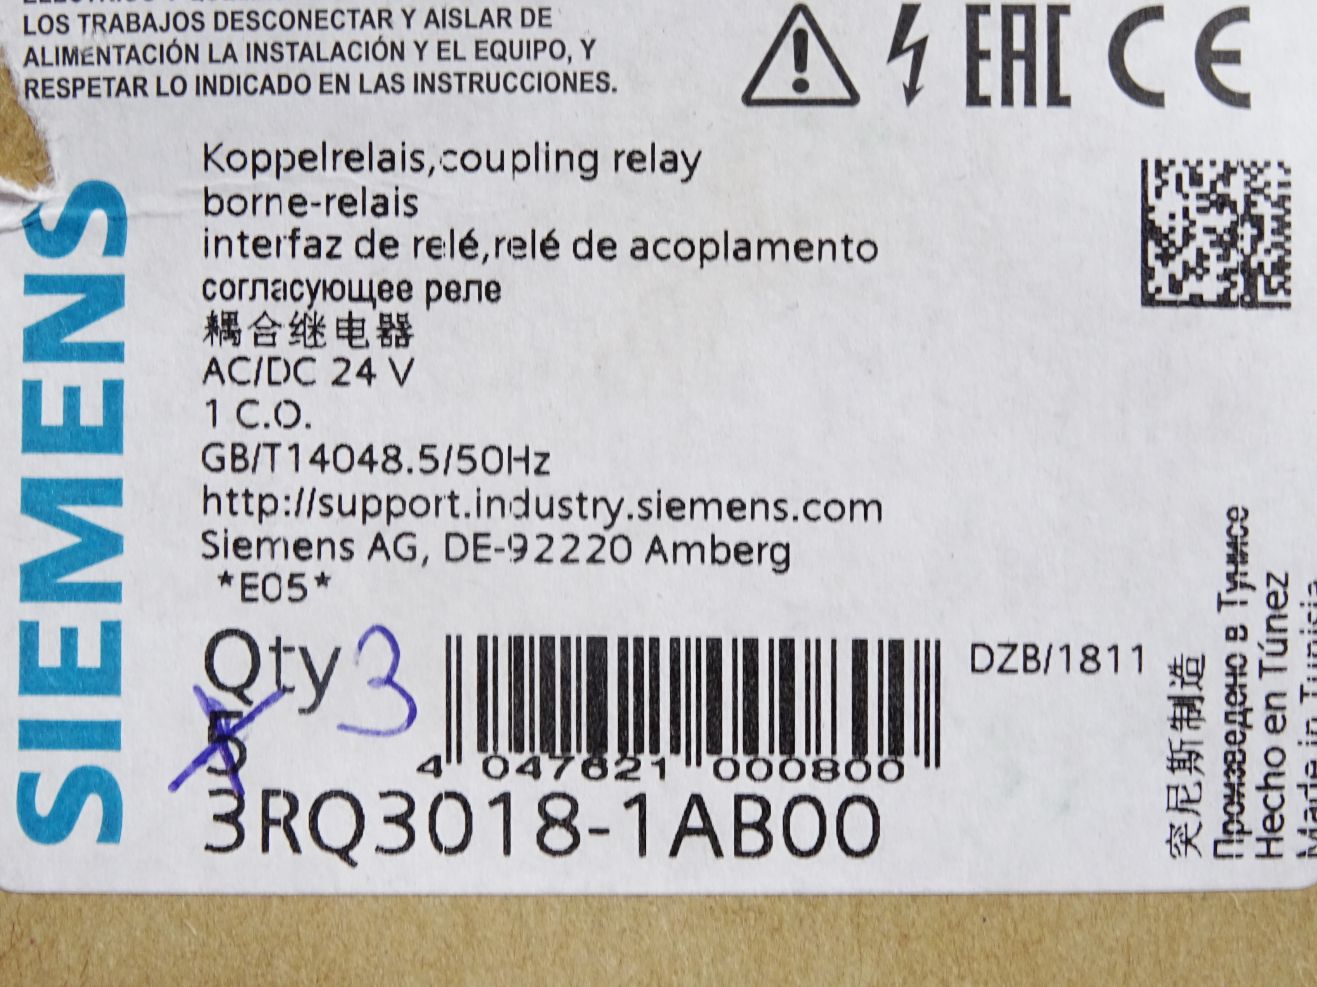 LOS TRABAJOS DESCONECTAR Y AISLAR DE
ALIMENTACIÓN LA INSTALACIÓN Y EL EQUIPO, Y
RESPETAR LO INDICADO EN LAS INSTRUCCIONES.
EAC CE
SIEMENS
Koppelrelais,coupling relay
borne-relais
interfaz de relé,relé de acoplamento
согласующее реле
耦合继电器
AC/DC 24 V
1 C.O.
GB/T14048.5/50Hz
http://support.industry.siemens.com
Siemens AG, DE-92220 Amberg
*E05*
Qty 3
5
4 047621 000800
DZB/1811
3RQ3018-1AB00
突尼斯制造
Произведено в Тунисе
Hecho en Túnez
Made in Tunisia